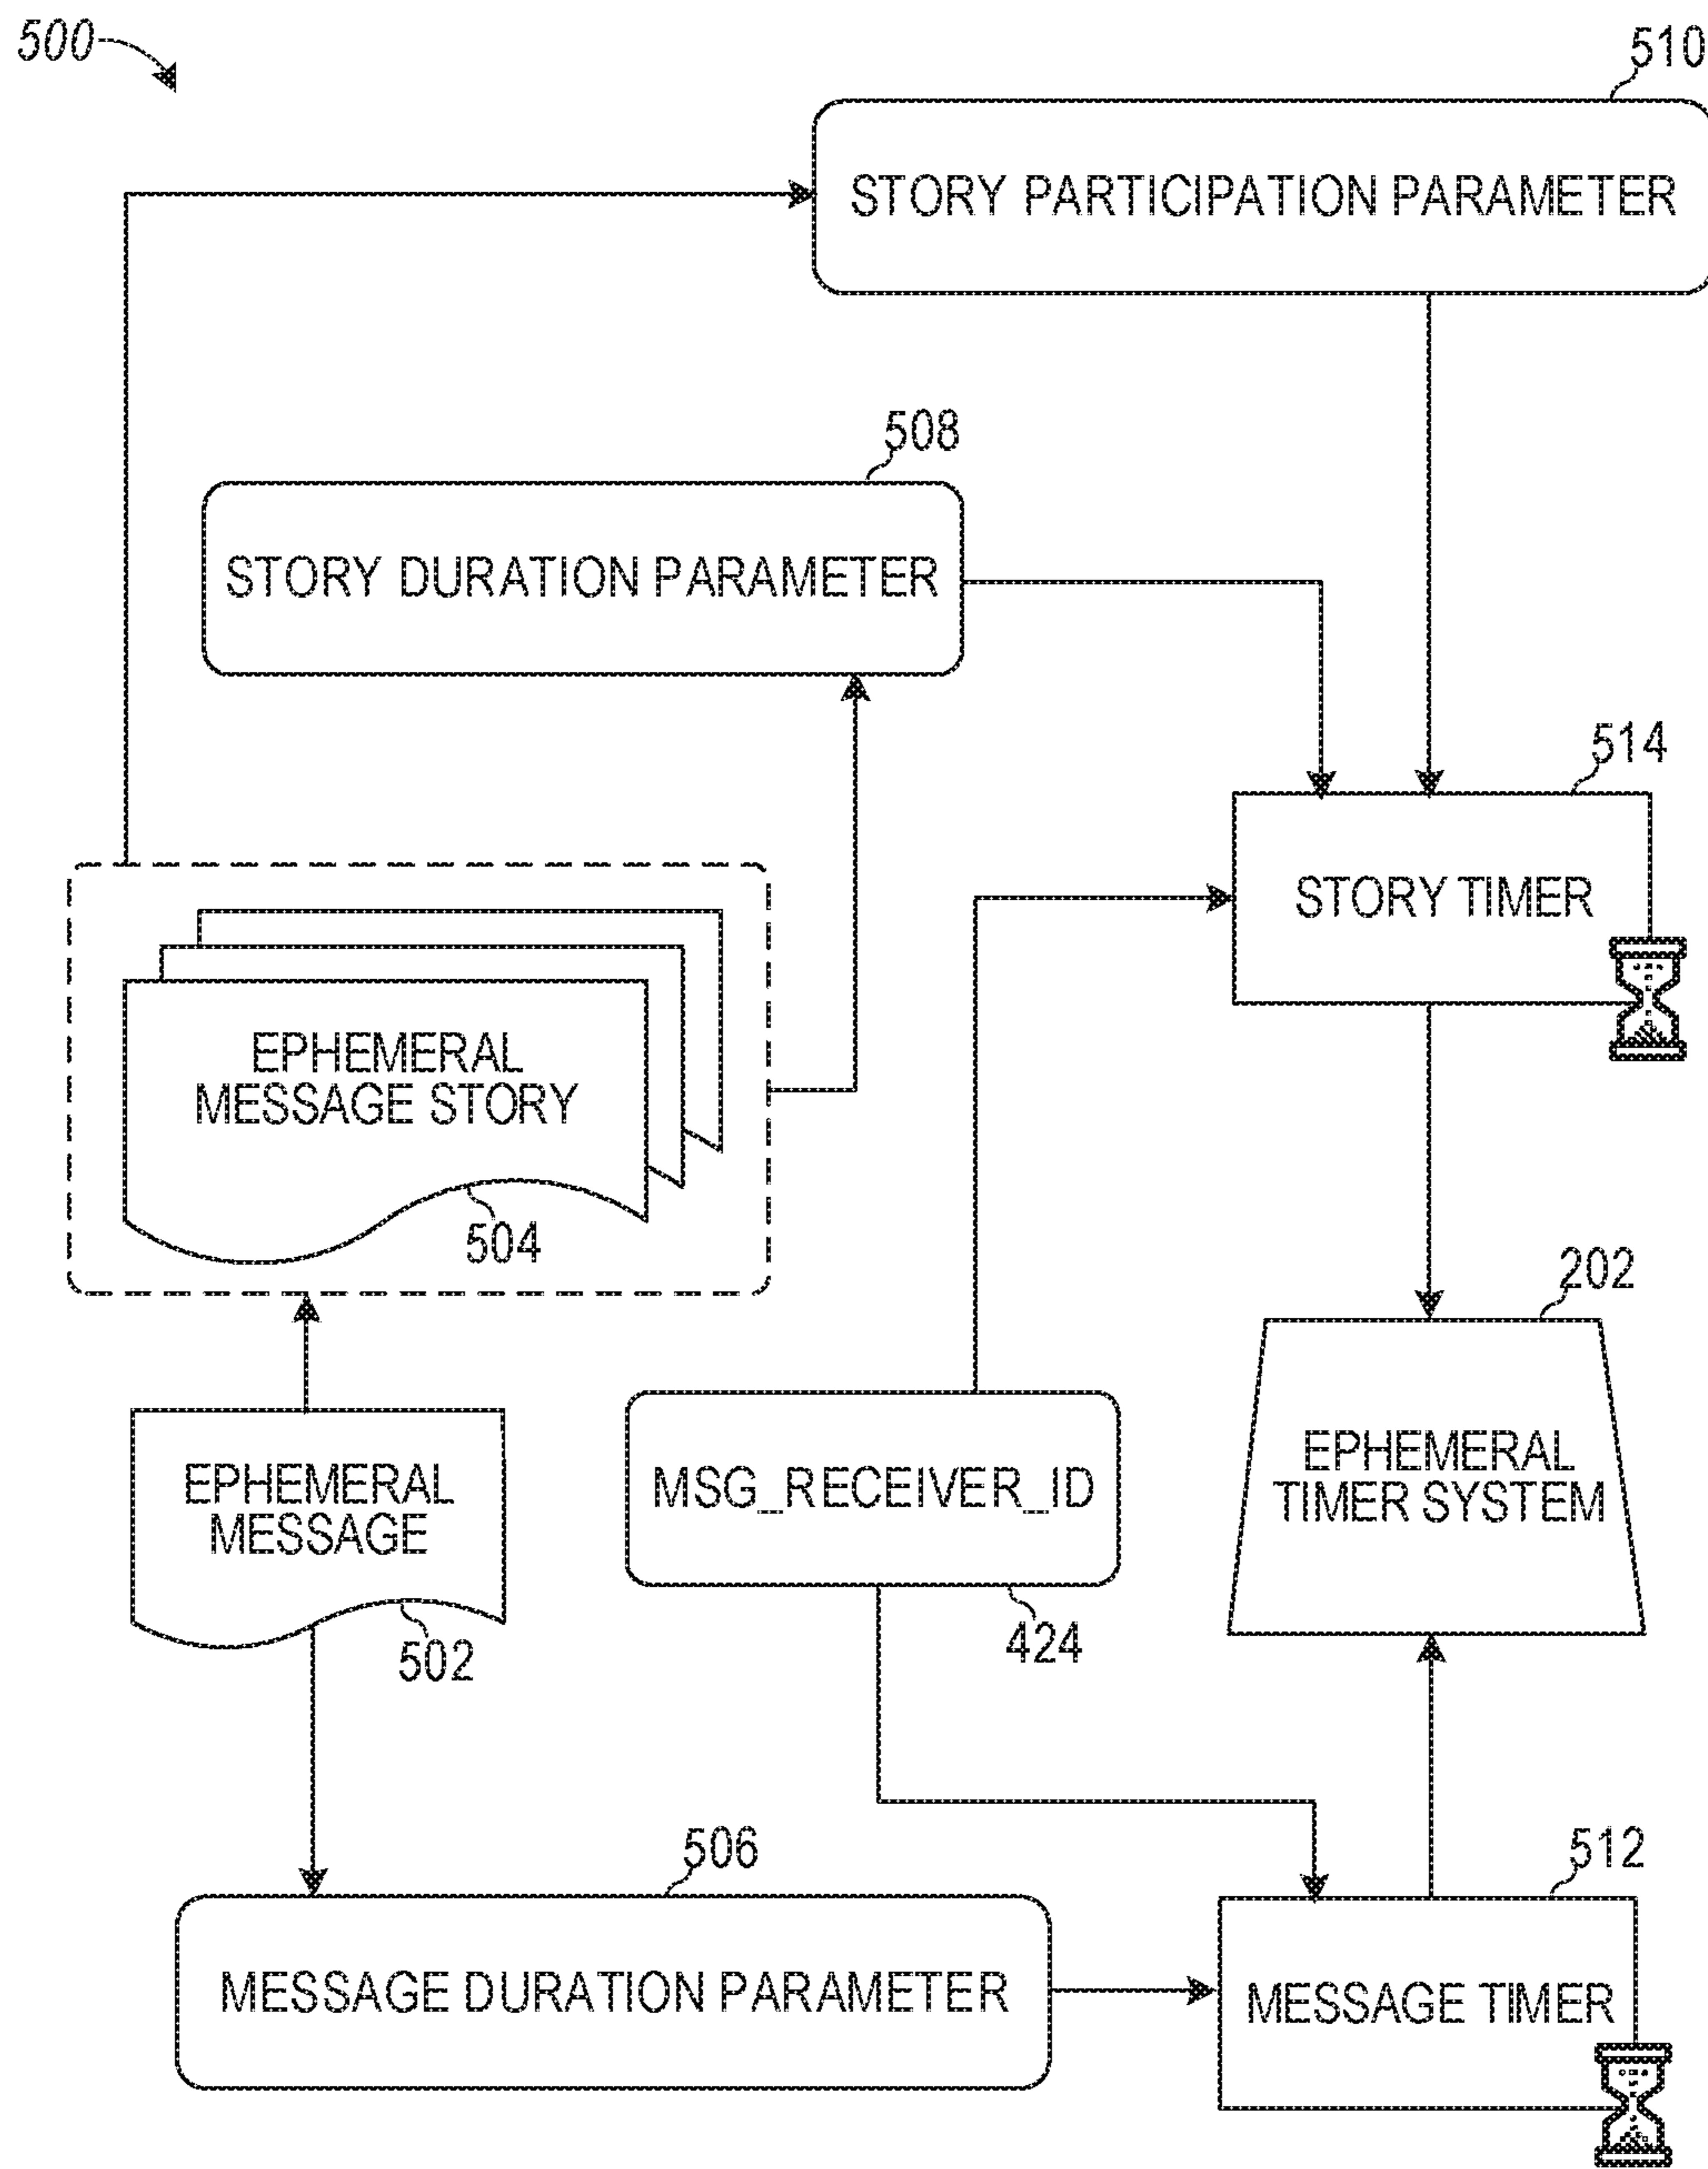 500
510
STORY PARTICIPATION PARAMETER
508
STORY DURATION PARAMETER
514
STORY TIMER
EPHEMERAL
MESSAGE STORY
504
202
EPHEMERAL
TIMER SYSTEM
EPHEMERAL
MESSAGE
502
MSG_RECEIVER_ID
424
506
MESSAGE DURATION PARAMETER
512
MESSAGE TIMER